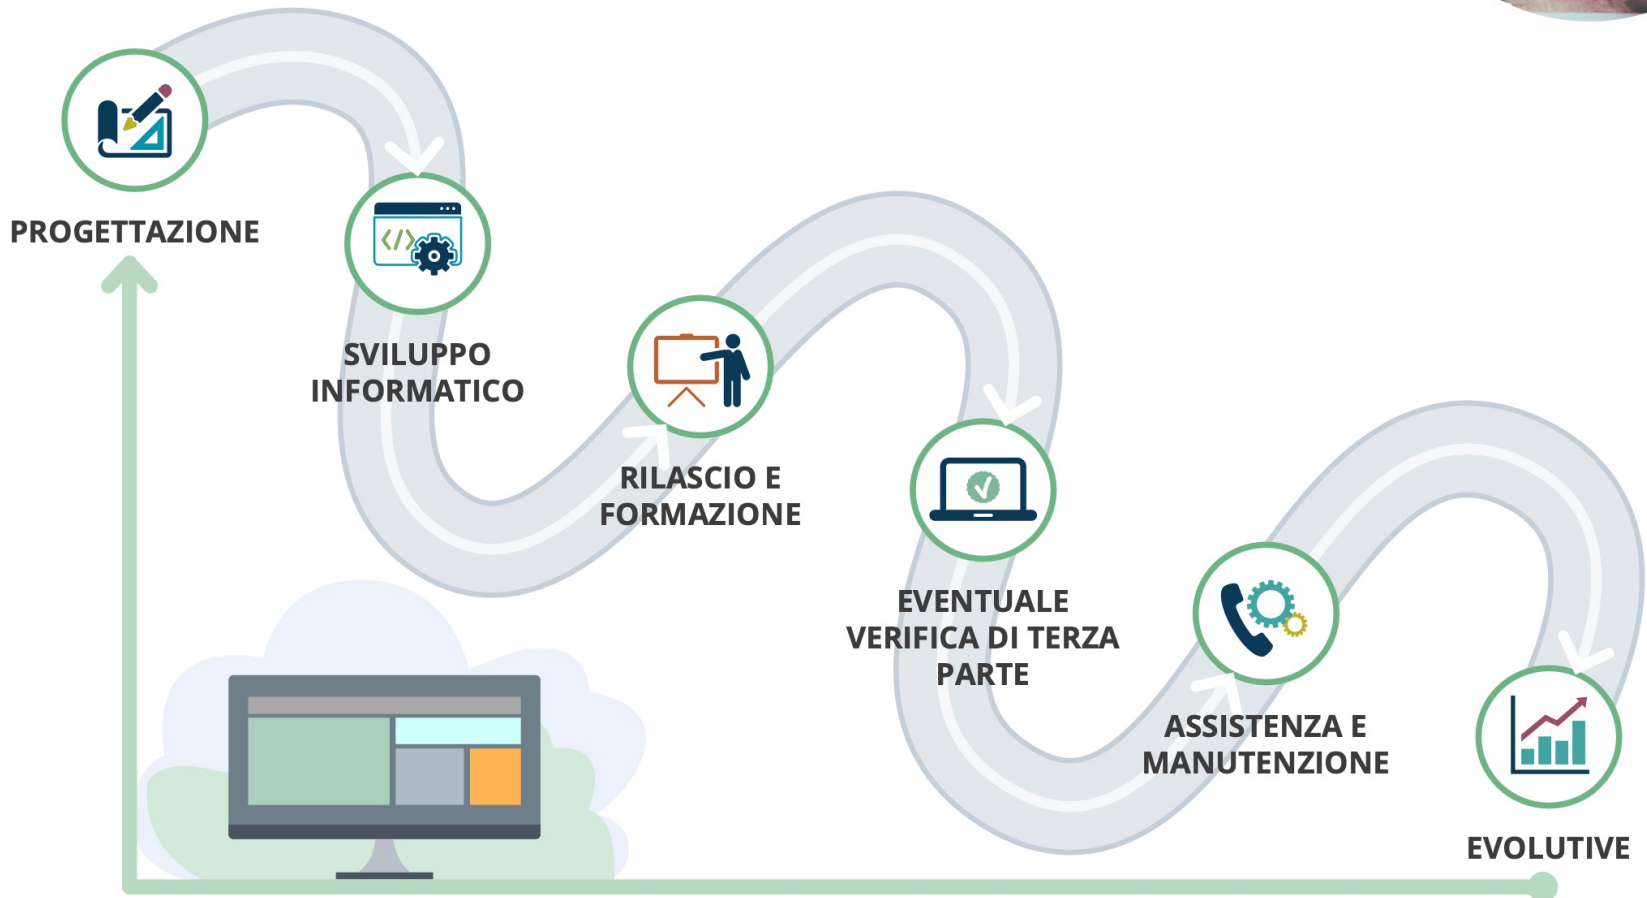 PROGETTAZIONE
SVILUPPO
INFORMATICO
RILASCIO E
FORMAZIONE
EVENTUALE
VERIFICA DI TERZA
PARTE
ASSISTENZA E
MANUTENZIONE
EVOLUTIVE